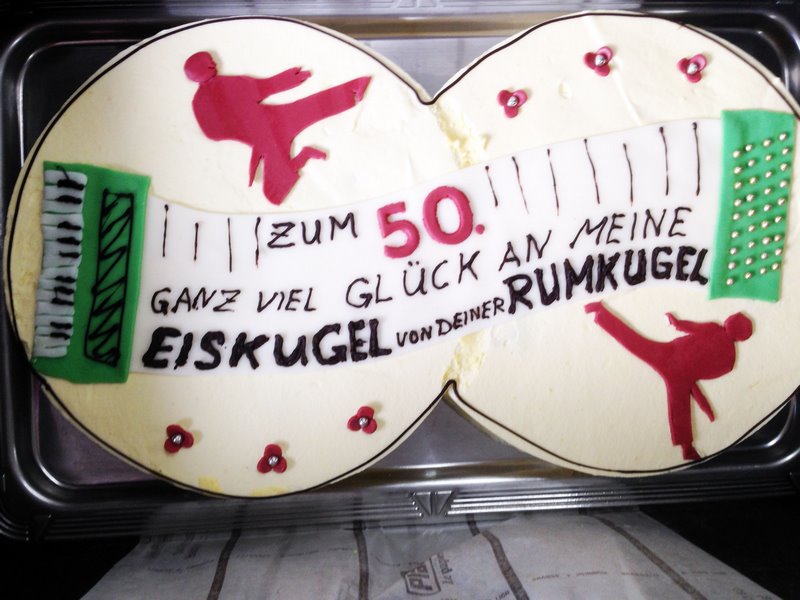 ZUM 50.
GANZ VIEL GLÜCK AN MEINE
EISKUGEL VON DEINER RUMKUGEL